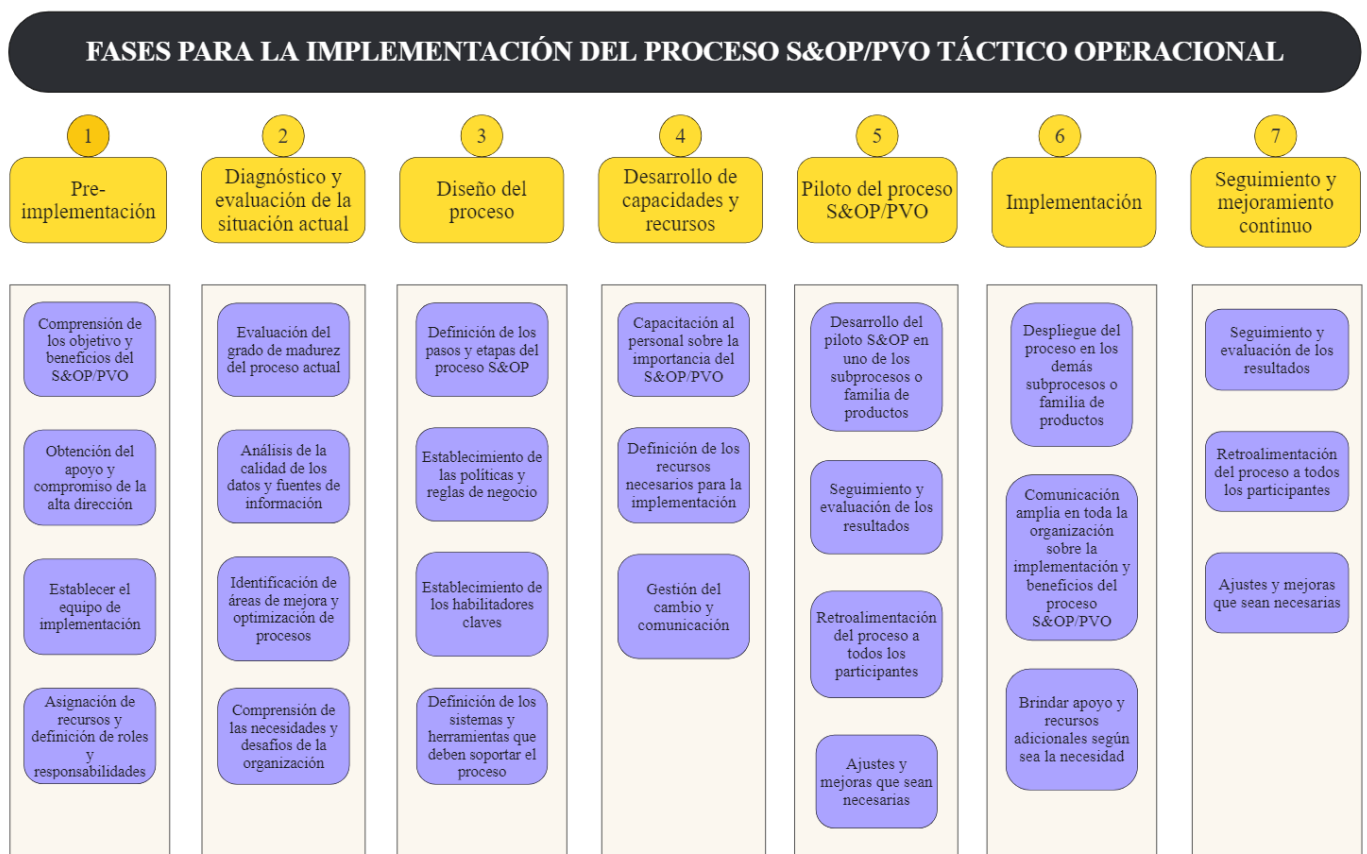 FASES PARA LA IMPLEMENTACIÓN DEL PROCESO S&OP/PVO TÁCTICO OPERACIONAL
1
Pre-
implementación
Comprensión de
los objetivo y
beneficios del
S&OP/PVO
Obtención del
apoyo y
compromiso de la
alta dirección
Establecer el
equipo de
implementación
Asignación de
recursos y
definición de roles
y
responsabilidades
2
Diagnóstico y
evaluación de la
situación actual
Evaluación del
grado de madurez
del proceso actual
Análisis de la
calidad de los
datos y fuentes de
información
Identificación de
áreas de mejora y
optimización de
procesos
Comprensión de
las necesidades y
desafíos de la
organización
3
Diseño del
proceso
Definición de los
pasos y etapas del
proceso S&OP
Establecimiento de
las políticas y
reglas de negocio
Establecimiento de
los habilitadores
claves
Definición de los
sistemas y
herramientas que
deben soportar el
proceso
4
Desarrollo de
capacidades y
recursos
Capacitación al
personal sobre la
importancia del
S&OP/PVO
Definición de los
recursos
necesarios para la
implementación
Gestión del
cambio y
comunicación
5
Piloto del proceso
S&OP/PVO
Desarrollo del
piloto S&OP en
uno de los
subprocesos o
familia de
productos
Seguimiento y
evaluación de los
resultados
Retroalimentación
del proceso a
todos los
participantes
Ajustes y
mejoras que sean
necesarias
6
Implementación
Despliegue del
proceso en los
demás
subprocesos o
familia de
productos
Comunicación
amplia en toda la
organización
sobre la
implementación y
beneficios del
proceso
S&OP/PVO
Brindar apoyo y
recursos
adicionales según
sea la necesidad
7
Seguimiento y
mejoramiento
continuo
Seguimiento y
evaluación de los
resultados
Retroalimentación
del proceso a todos
los participantes
Ajustes y mejoras
que sean necesarias